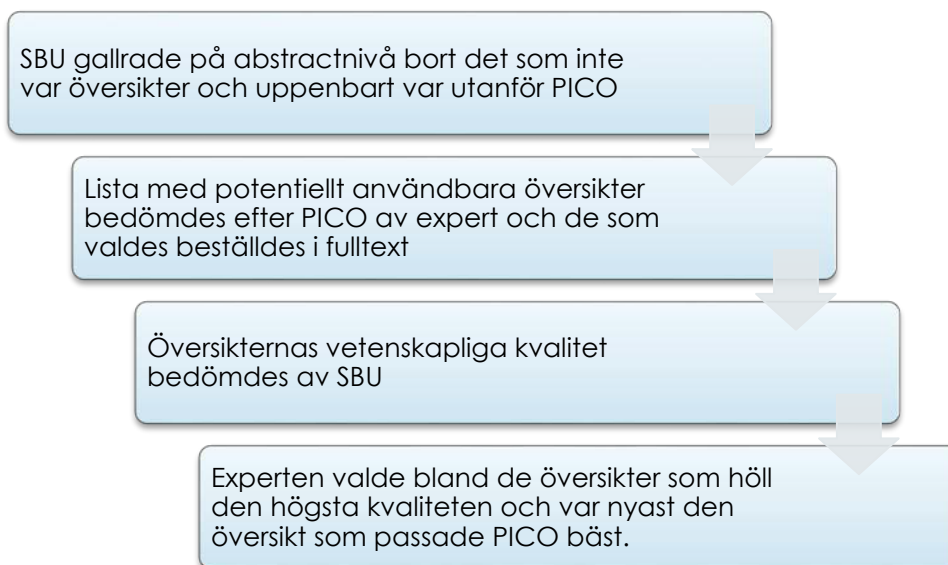 SBU gallrade på abstractnivå bort det som inte
var översikter och uppenbart var utanför PICO
Lista med potentiellt användbara översikter
bedömdes efter PICO av expert och de som
valdes beställdes i fulltext
Översikternas vetenskapliga kvalitet
bedömdes av SBU
Experten valde bland de översikter som höll
den högsta kvaliteten och var nyast den
översikt som passade PICO bäst.